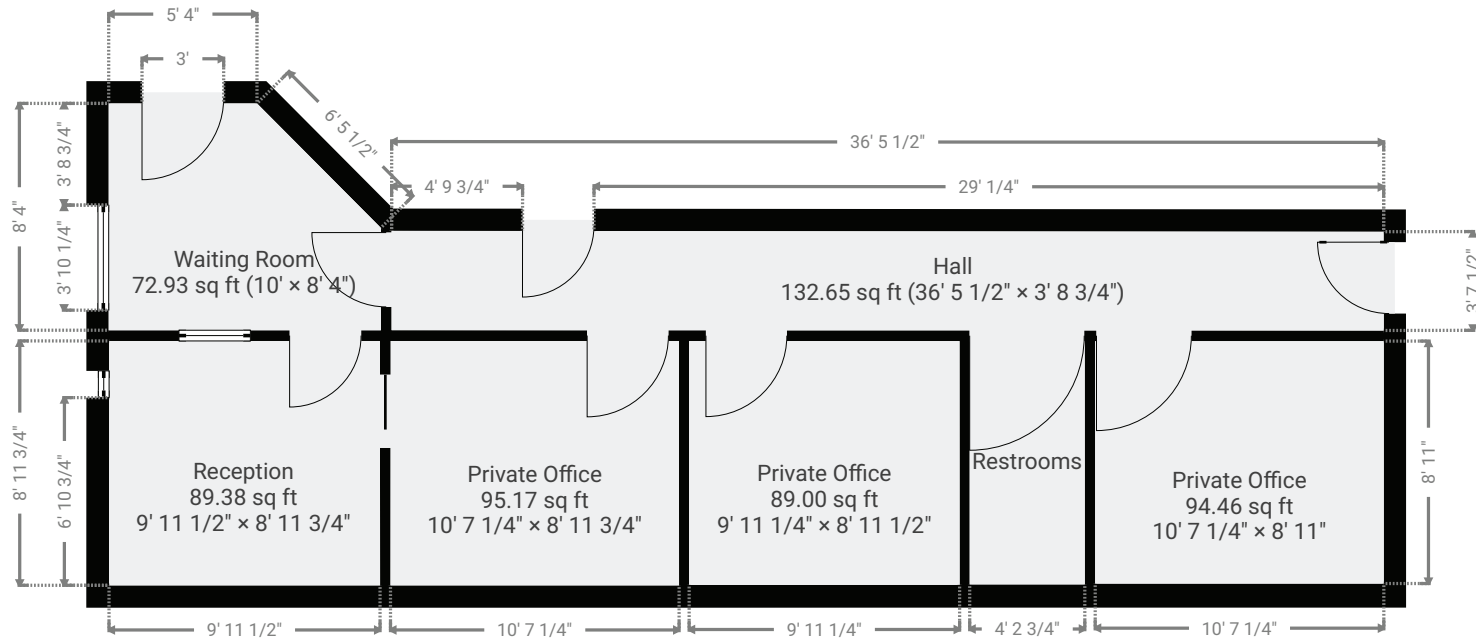 5' 4"
3'
6' 5 1/2"
36' 5 1/2"
4' 9 3/4"
29' 1/4"
8' 4"
3' 8 3/4"
3' 10 1/4"
3' 7 1/2"
Waiting Room
72.93 sq ft (10' × 8' 4")
Hall
132.65 sq ft (36' 5 1/2" × 3' 8 3/4")
8' 11 3/4"
6' 10 3/4"
8' 11"
Reception
89.38 sq ft
9' 11 1/2" × 8' 11 3/4"
Private Office
95.17 sq ft
10' 7 1/4" × 8' 11 3/4"
Private Office
89.00 sq ft
9' 11 1/4" × 8' 11 1/2"
Restrooms
Private Office
94.46 sq ft
10' 7 1/4" × 8' 11"
9' 11 1/2"
10' 7 1/4"
9' 11 1/4"
4' 2 3/4"
10' 7 1/4"